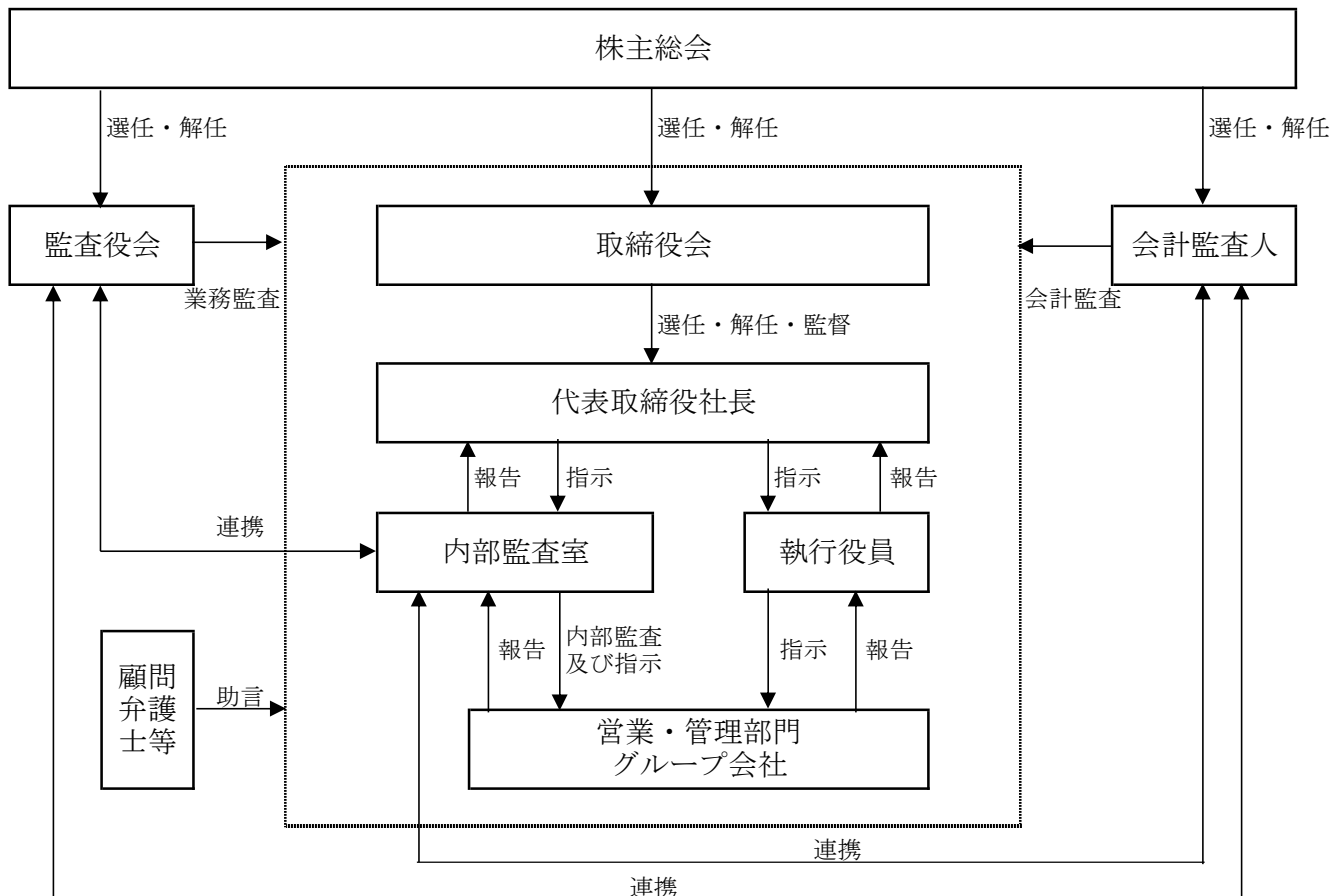 株主総会
選任・解任
選任・解任
選任・解任
監査役会
取締役会
会計監査人
業務監査
会計監査
選任・解任・監督
代表取締役社長
報告
指示
指示
報告
連携
内部監査室
執行役員
報告
内部監査
及び指示
指示
報告
顧問
弁護
士等
助言
営業・管理部門
グループ会社
連携
連携